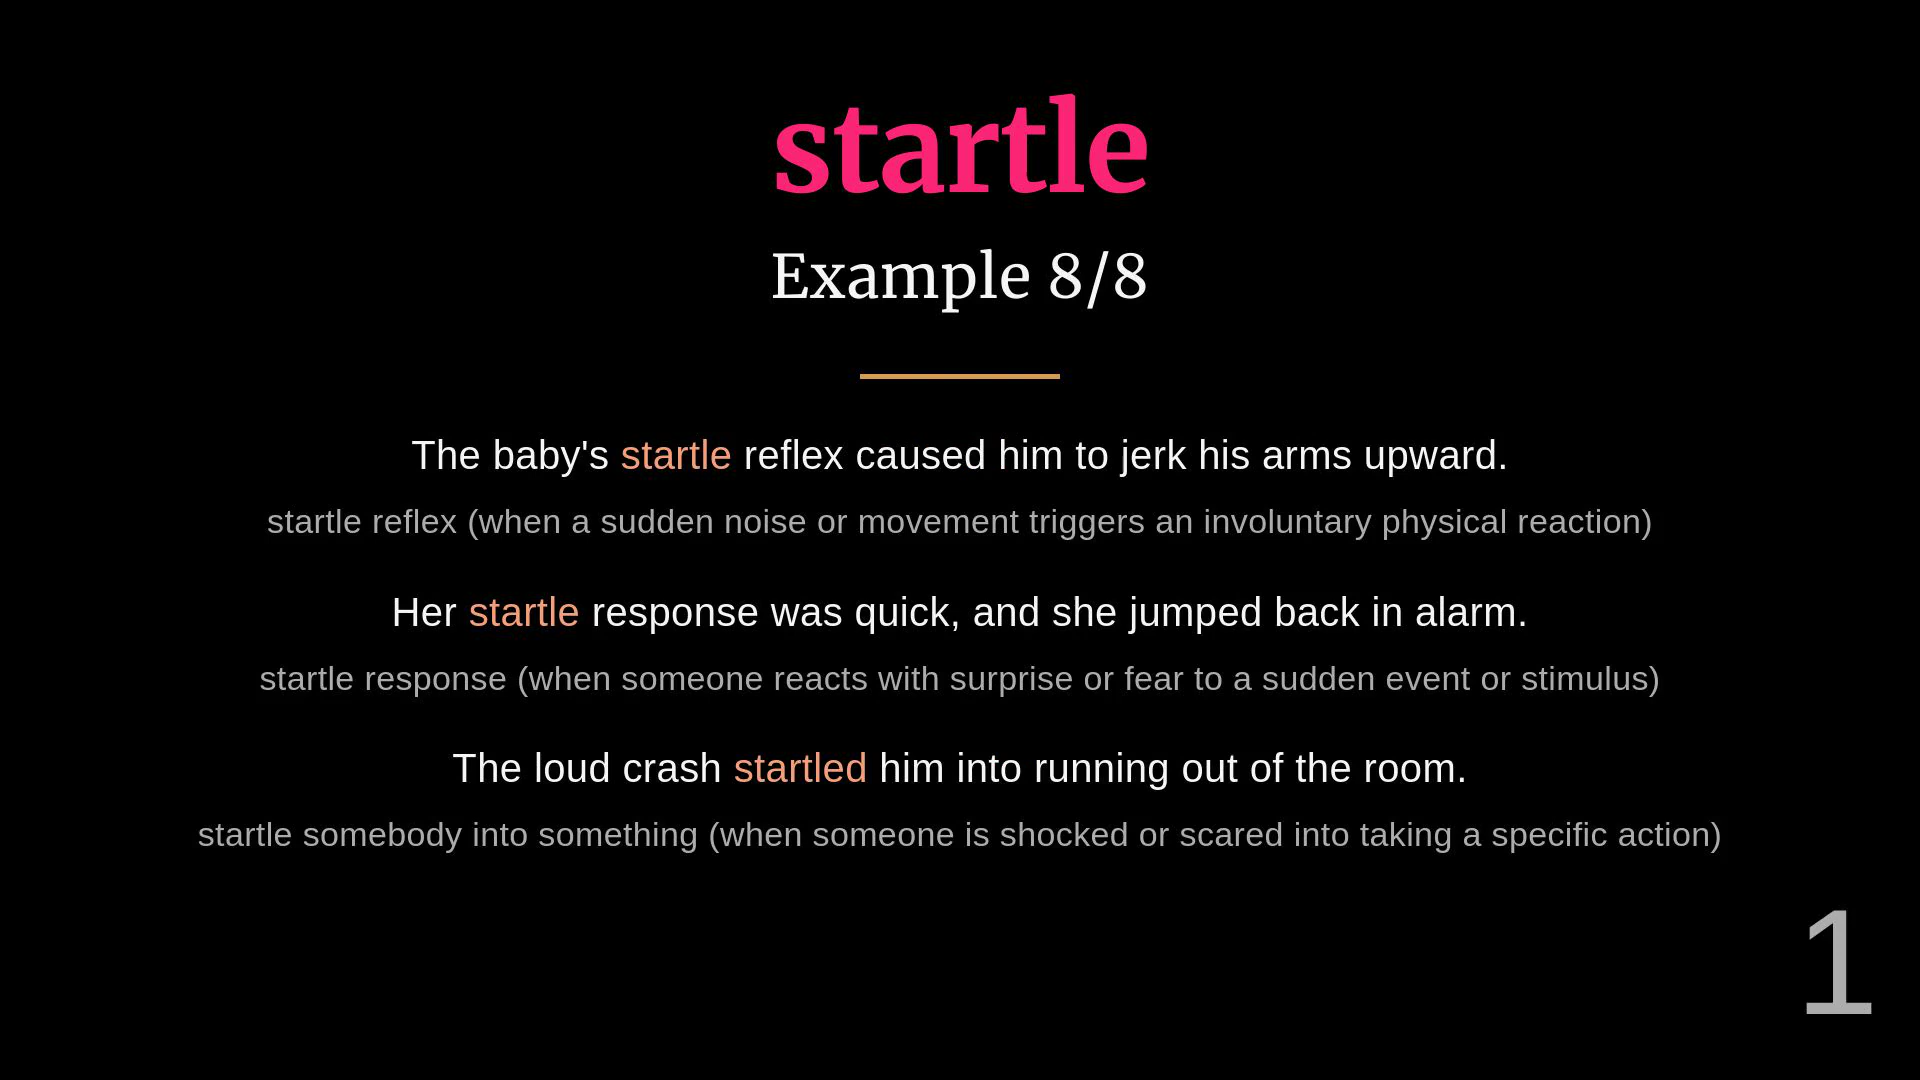 startle
Example 8/8
The baby's startle reflex caused him to jerk his arms upward.
startle reflex (when a sudden noise or movement triggers an involuntary physical reaction)
Her startle response was quick, and she jumped back in alarm.
startle response (when someone reacts with surprise or fear to a sudden event or stimulus)
The loud crash startled him into running out of the room.
startle somebody into something (when someone is shocked or scared into taking a specific action)
1